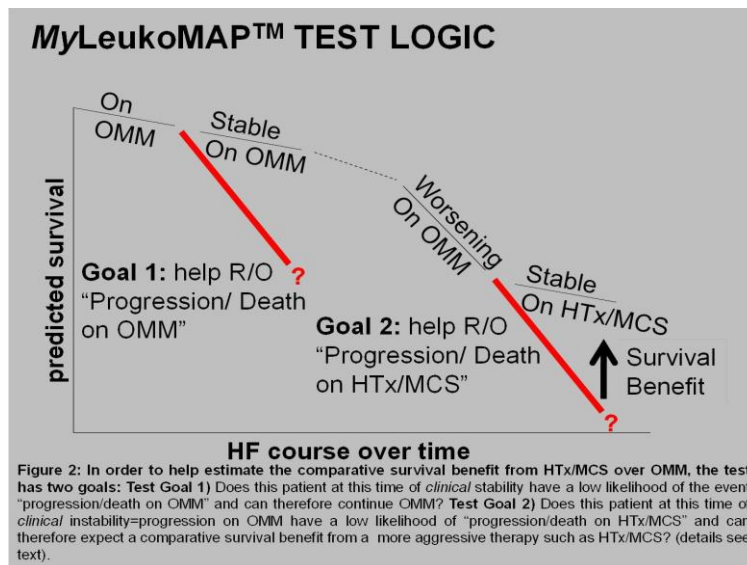 MyLeukoMAP™ TEST LOGIC
On
OMM
Stable
On OMM
Worsening
On OMM
Stable
On HTx/MCS
predicted survival
Goal 1: help R/O
“Progression/ Death
on OMM”
?
Goal 2: help R/O
“Progression/ Death
on HTx/MCS”
?
Survival
Benefit
HF course over time
Figure 2: In order to help estimate the comparative survival benefit from HTx/MCS over OMM, the test
has two goals: Test Goal 1) Does this patient at this time of clinical stability have a low likelihood of the event
“progression/death on OMM” and can therefore continue OMM? Test Goal 2) Does this patient at this time of
clinical instability=progression on OMM have a low likelihood of “progression/death on HTx/MCS” and can
therefore expect a comparative survival benefit from a more aggressive therapy such as HTx/MCS? (details see
text).